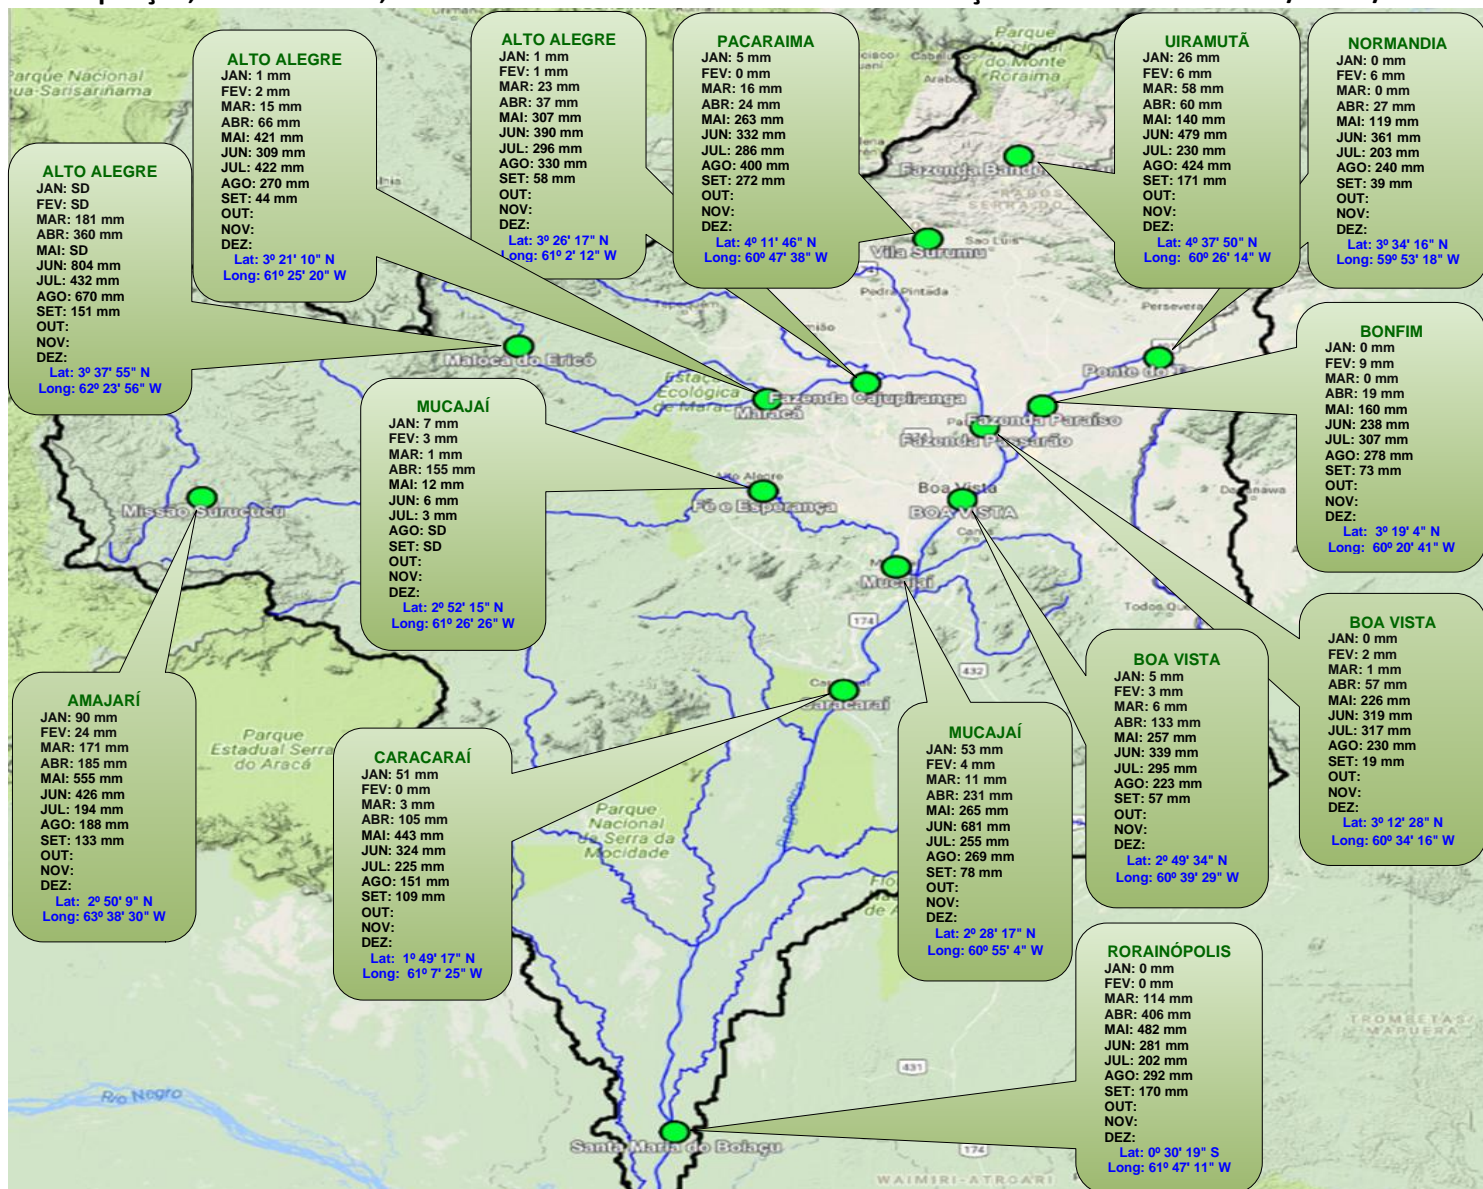 ALTO ALEGRE
JAN: SD
FEV: SD
MAR: 181 mm
ABR: 360 mm
MAI: SD
JUN: 804 mm
JUL: 432 mm
AGO: 670 mm
SET: 151 mm
OUT:
NOV:
DEZ:
Lat: 3º 37' 55" N
Long: 62º 23' 56" W
ALTO ALEGRE
JAN: 1 mm
FEV: 2 mm
MAR: 15 mm
ABR: 66 mm
MAI: 421 mm
JUN: 309 mm
JUL: 422 mm
AGO: 270 mm
SET: 44 mm
OUT:
NOV:
DEZ:
Lat: 3º 21' 10" N
Long: 61º 25' 20" W
ALTO ALEGRE
JAN: 1 mm
FEV: 1 mm
MAR: 23 mm
ABR: 37 mm
MAI: 307 mm
JUN: 390 mm
JUL: 296 mm
AGO: 330 mm
SET: 58 mm
OUT:
NOV:
DEZ:
Lat: 3º 26' 17" N
Long: 61º 2' 12" W
PACARAIMA
JAN: 5 mm
FEV: 0 mm
MAR: 16 mm
ABR: 24 mm
MAI: 263 mm
JUN: 332 mm
JUL: 286 mm
AGO: 400 mm
SET: 272 mm
OUT:
NOV:
DEZ:
Lat: 4º 11' 46" N
Long: 60º 47' 38" W
UIRAMUTÃ
JAN: 26 mm
FEV: 6 mm
MAR: 58 mm
ABR: 60 mm
MAI: 140 mm
JUN: 479 mm
JUL: 230 mm
AGO: 424 mm
SET: 171 mm
OUT:
NOV:
DEZ:
Lat: 4º 37' 50" N
Long: 60º 26' 14" W
NORMANDIA
JAN: 0 mm
FEV: 6 mm
MAR: 0 mm
ABR: 27 mm
MAI: 119 mm
JUN: 361 mm
JUL: 203 mm
AGO: 240 mm
SET: 39 mm
OUT:
NOV:
DEZ:
Lat: 3º 34' 16" N
Long: 59º 53' 18" W
BONFIM
JAN: 0 mm
FEV: 9 mm
MAR: 0 mm
ABR: 19 mm
MAI: 160 mm
JUN: 238 mm
JUL: 307 mm
AGO: 278 mm
SET: 73 mm
OUT:
NOV:
DEZ:
Lat: 3º 19' 4" N
Long: 60º 20' 41" W
MUCAJAÍ
JAN: 7 mm
FEV: 3 mm
MAR: 1 mm
ABR: 155 mm
MAI: 12 mm
JUN: 6 mm
JUL: 3 mm
AGO: SD
SET: SD
OUT:
NOV:
DEZ:
Lat: 2º 52' 15" N
Long: 61º 26' 26" W
AMAJARÍ
JAN: 90 mm
FEV: 24 mm
MAR: 171 mm
ABR: 185 mm
MAI: 555 mm
JUN: 426 mm
JUL: 194 mm
AGO: 188 mm
SET: 133 mm
OUT:
NOV:
DEZ:
Lat: 2º 50' 9" N
Long: 63º 38' 30" W
CARACARAÍ
JAN: 51 mm
FEV: 0 mm
MAR: 3 mm
ABR: 105 mm
MAI: 443 mm
JUN: 324 mm
JUL: 225 mm
AGO: 151 mm
SET: 109 mm
OUT:
NOV:
DEZ:
Lat: 1º 49' 17" N
Long: 61º 7' 25" W
MUCAJAÍ
JAN: 53 mm
FEV: 4 mm
MAR: 11 mm
ABR: 231 mm
MAI: 265 mm
JUN: 681 mm
JUL: 255 mm
AGO: 269 mm
SET: 78 mm
OUT:
NOV:
DEZ:
Lat: 2º 28' 17" N
Long: 60º 55' 4" W
BOA VISTA
JAN: 5 mm
FEV: 3 mm
MAR: 6 mm
ABR: 133 mm
MAI: 257 mm
JUN: 339 mm
JUL: 295 mm
AGO: 223 mm
SET: 57 mm
OUT:
NOV:
DEZ:
Lat: 2º 49' 34" N
Long: 60º 39' 29" W
BOA VISTA
JAN: 0 mm
FEV: 2 mm
MAR: 1 mm
ABR: 57 mm
MAI: 226 mm
JUN: 319 mm
JUL: 317 mm
AGO: 230 mm
SET: 19 mm
OUT:
NOV:
DEZ:
Lat: 3º 12' 28" N
Long: 60º 34' 16" W
RORAINÓPOLIS
JAN: 0 mm
FEV: 0 mm
MAR: 114 mm
ABR: 406 mm
MAI: 482 mm
JUN: 281 mm
JUL: 202 mm
AGO: 292 mm
SET: 170 mm
OUT:
NOV:
DEZ:
Lat: 0º 30' 19" S
Long: 61º 47' 11" W
Parque
do Monte
Roraima
Parque Nacional
Fazenda
Vila Surumu
Sao Luis
Pedra Pintada
Maloca do Ericó
Ecológica
Maracá
Fazenda Cajupiranga
Ponte do
Fazenda Paraíso
Fazenda Passarão
Alto Alegre
Fé e Esperança
Boa Vista
BOA VISTA
Missão Surucucu
Mucajaí
174
432
Caracaraí
Parque
Estadual Serra
do Aracá
Parque
Nacional
da Serra da
Mocidade
Rio Branco
Rio Negro
431
174
Santa Maria do Boiaçu
TROMBETAS/
MAPUERA
WAIMIRI-ATROARI